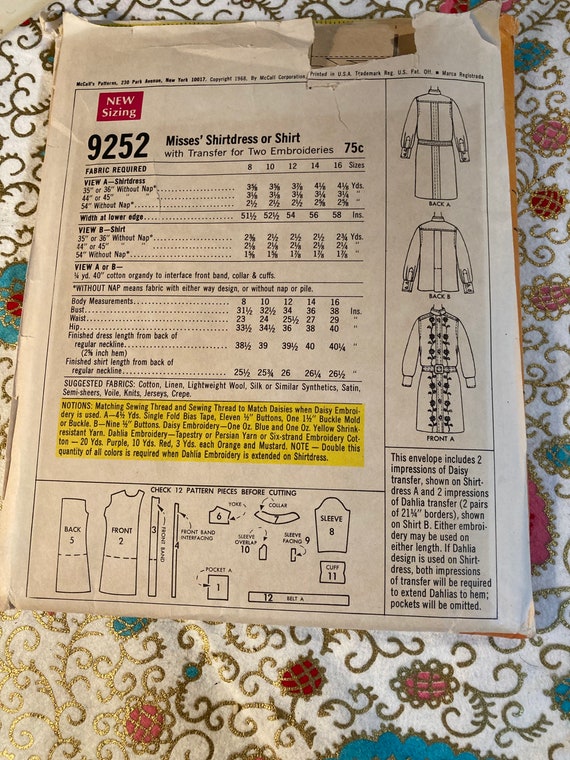 McCall's Patterns, 230 Park Avenue, New York 10017. Copyright 1968, By McCall Corporation, Printed in U.S.A. Trademark Reg. U.S. Pat. Off. • Marca Registrada
NEW
Sizing
9252 Misses' Shirtdress or Shirt
with Transfer for Two Embroideries 75c
FABRIC REQUIRED 8 10 12 14 16 Sizes
VIEW A—Shirtdress
35" or 36" Without Nap* 3⅝ 3⅝ 3⅞ 4⅛ 4⅛ Yds.
44" or 45" " " 3⅛ 3⅛ 3⅛ 3¼ 3¼ "
54" Without Nap* 2½ 2½ 2½ 2⅝ 2⅝ "
Width at lower edge 51½ 52½ 54 56 58 Ins.
VIEW B—Shirt
35" or 36" Without Nap* 2⅜ 2½ 2½ 2½ 2¾ Yds.
44" or 45" " " 2⅛ 2⅛ 2⅛ 2⅛ 2¼ "
54" Without Nap* 1⅝ 1⅝ 1⅞ 1⅞ 1⅞ "
VIEW A or B—
¼ yd. 40" cotton organdy to interface front band, collar & cuffs.
*WITHOUT NAP means fabric with either way design, or without nap or pile.
Body Measurements 8 10 12 14 16
Bust 31½ 32½ 34 36 38 Ins.
Waist 23 24 25½ 27 29 "
Hip 33½ 34½ 36 38 40 "
Finished dress length from back of
regular neckline 38½ 39 39½ 40 40¼ "
(2⅝ inch hem)
Finished shirt length from back of
regular neckline 25½ 25¾ 26 26¼ 26½ "
SUGGESTED FABRICS: Cotton, Linen, Lightweight Wool, Silk or Similar Synthetics, Satin,
Semi-sheers, Voile, Knits, Jerseys, Crepe.
NOTIONS: Matching Sewing Thread and Sewing Thread to Match Daisies when Daisy Embroi-
dery is used. A—4½ Yds. Single Fold Bias Tape, Eleven ½" Buttons, One 1½" Buckle Mold
or Buckle. B—Nine ½" Buttons. Daisy Embroidery—One Oz. Blue and One Oz. Yellow Shrink-
resistant Yarn. Dahlia Embroidery—Tapestry or Persian Yarn or Six-strand Embroidery Cot-
ton — 20 Yds. Purple, 10 Yds. Red, 3 Yds. each Orange and Mustard. NOTE — Double this
quantity of all colors is required when Dahlia Embroidery is extended on Shirtdress.
BACK A
BACK B
FRONT A
CHECK 12 PATTERN PIECES BEFORE CUTTING
BACK
5
FRONT
2
3
FRONT BAND
4
FRONT BAND
INTERFACING
YOKE
6
COLLAR
7
SLEEVE
OVERLAP
10
SLEEVE
FACING
9
SLEEVE
8
CUFF
11
POCKET A
1
12 BELT A
This envelope includes 2
impressions of Daisy
transfer, shown on Shirt-
dress A and 2 impressions
of Dahlia transfer (2 pairs
of 21¼" borders), shown
on Shirt B. Either embroi-
dery may be used on
either length. If Dahlia
design is used on Shirt-
dress, both impressions
of transfer will be required
to extend Dahlias to hem;
pockets will be omitted.